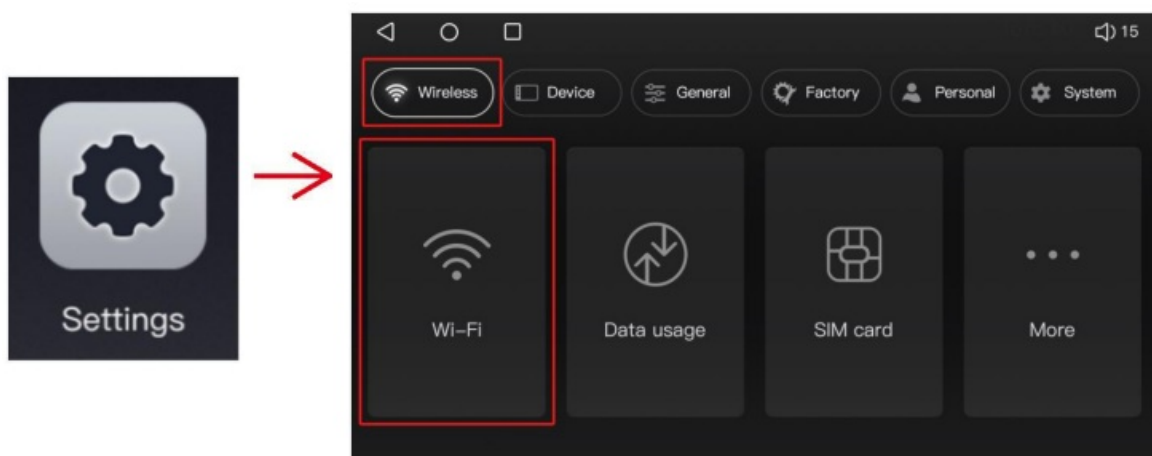 Settings
15
Wireless Device General Factory Personal System
Wi-Fi Data usage SIM card More